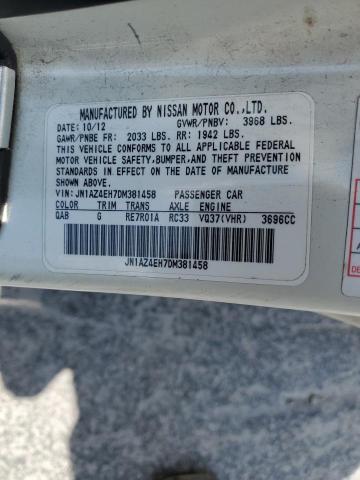 MANUFACTURED BY NISSAN MOTOR CO.,LTD.
DATE: 10/12 GVWR/PNBV: 3968 LBS.
GAWR/PNBE FR: 2033 LBS. RR: 1942 LBS.
THIS VEHICLE CONFORMS TO ALL APPLICABLE FEDERAL
MOTOR VEHICLE SAFETY,BUMPER,AND THEFT PREVENTION
STANDARDS IN EFFECT ON THE DATE OF MANUFACTURE
SHOWN ABOVE.
VIN: JN1AZ4EH7DM381458 PASSENGER CAR
COLOR TRIM TRANS AXLE ENGINE
QAB G RE7R01A RC33 VQ37(VHR) 3696CC
JN1AZ4EH7DM381458